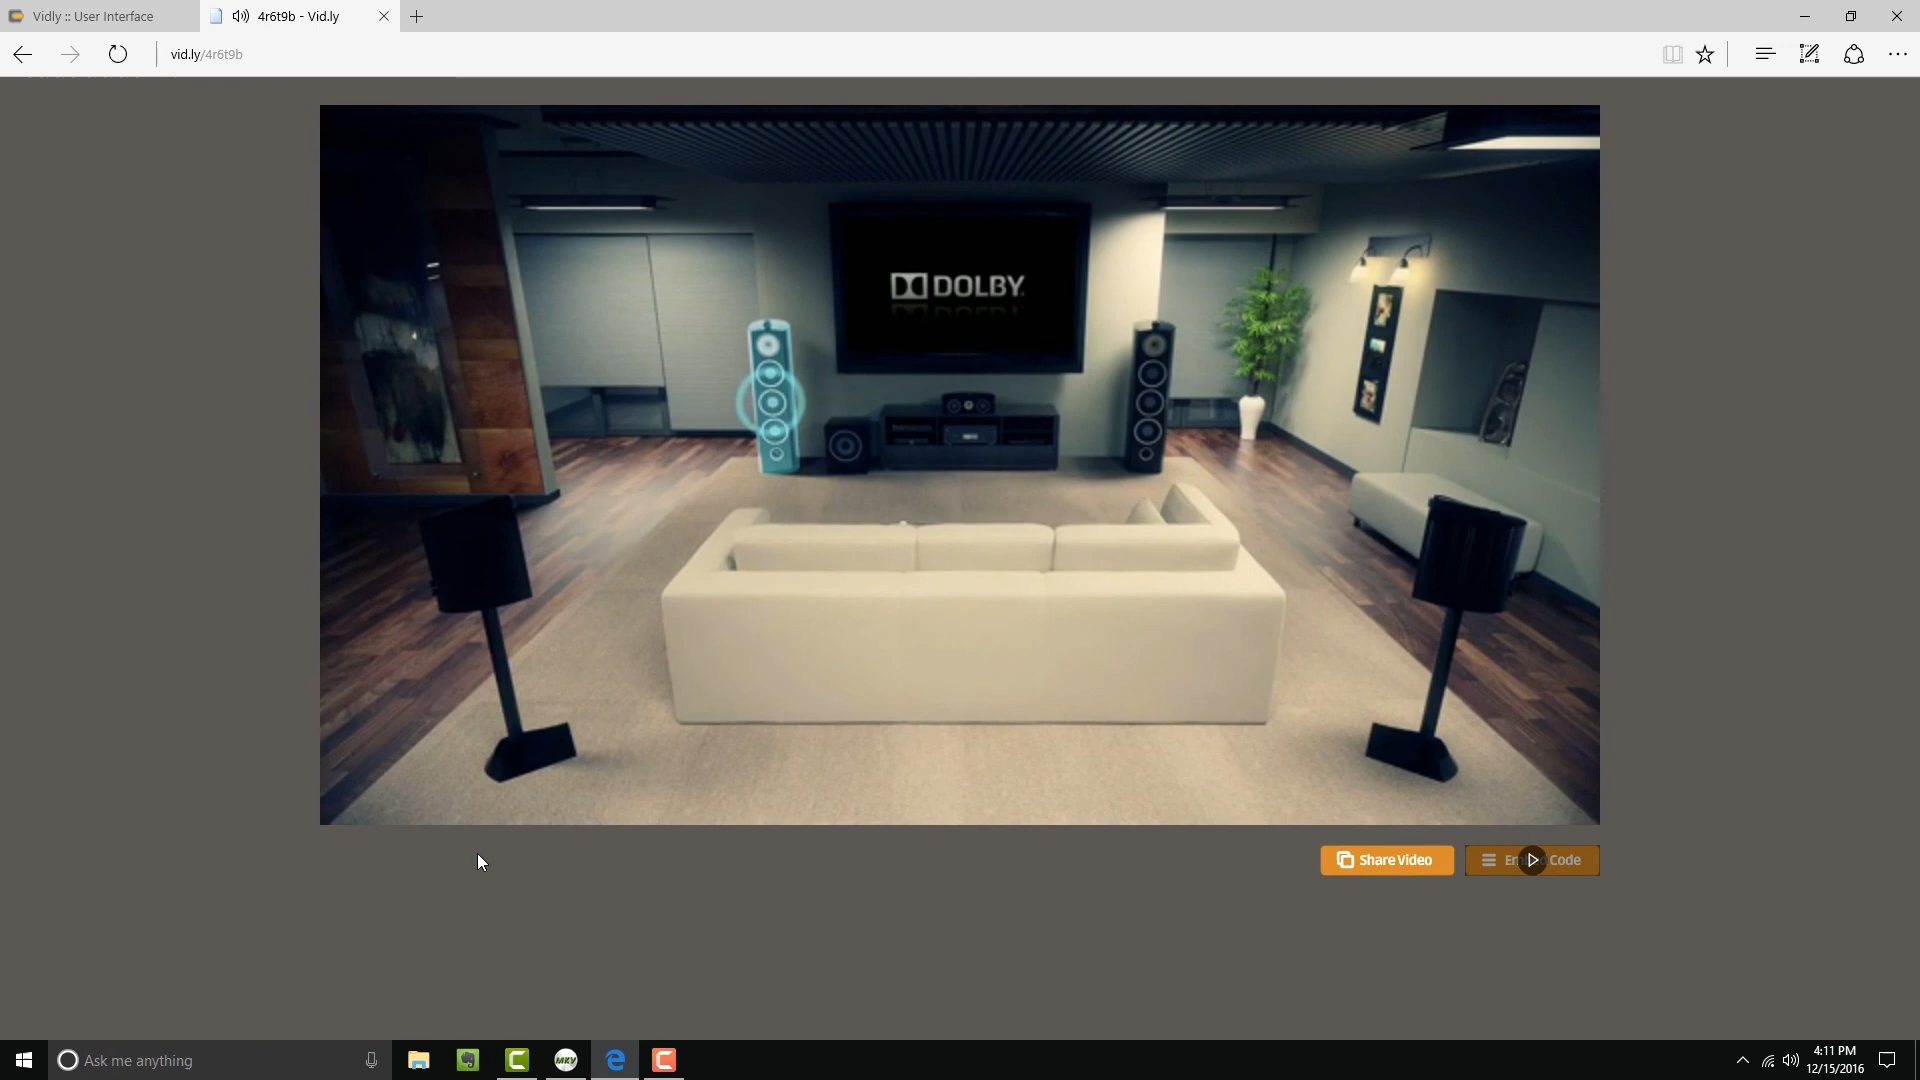 Vidly :: User Interface
4r6t9b - Vid.ly
vid.ly/4r6t9b
DOLBY
Share Video
Code
Ask me anything
MKV
4:11 PM
12/15/2016